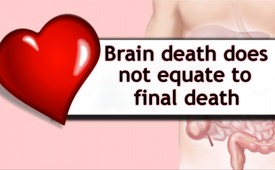 Brain death does
not equate to
final death